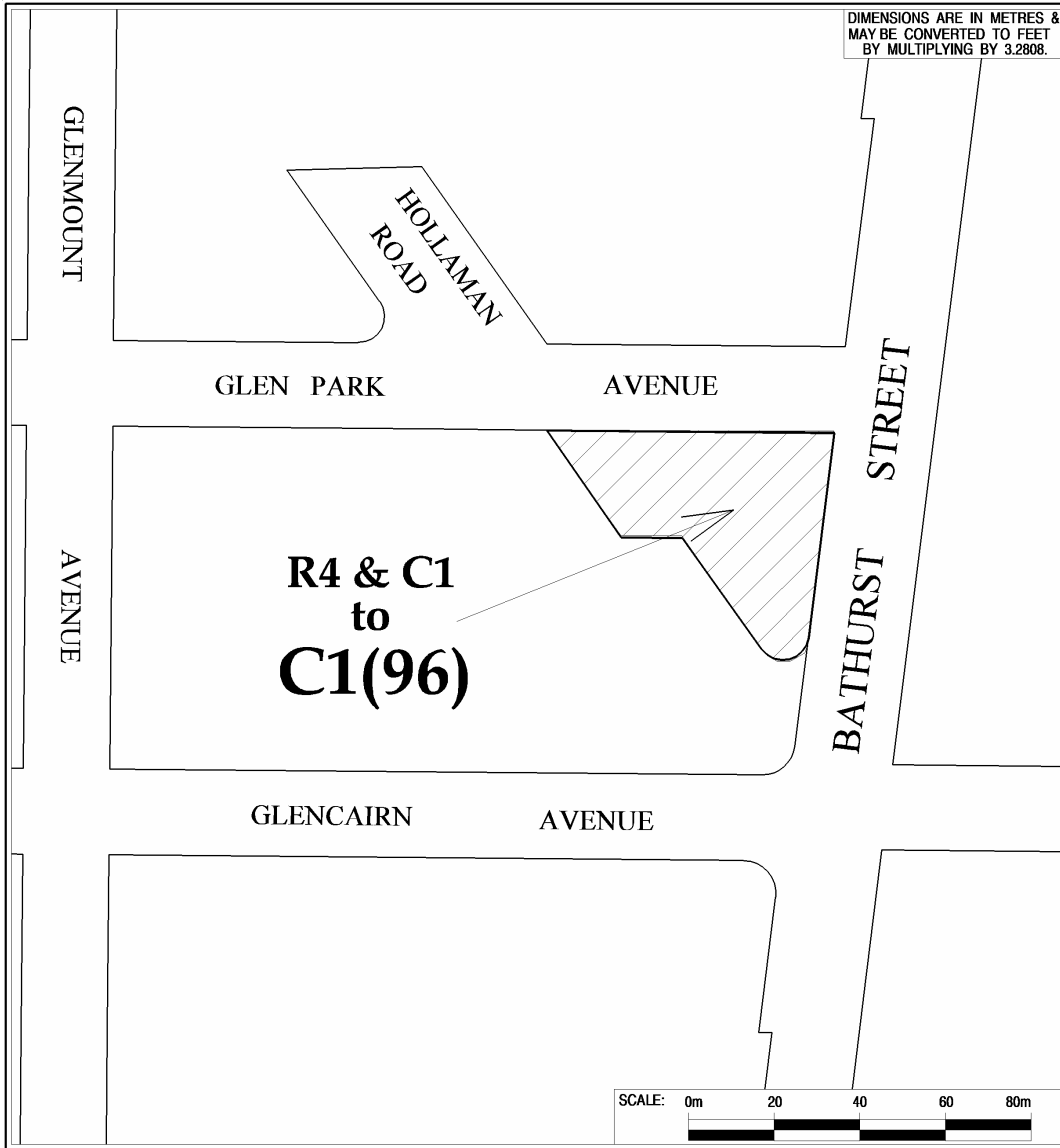 DIMENSIONS ARE IN METRES &
MAY BE CONVERTED TO FEET
BY MULTIPLYING BY 3.2808.
GLENMOUNT
AVENUE
HOLLAMAN
ROAD
GLEN PARK AVENUE
BATHURST STREET
R4 & C1
to
C1(96)
GLENCAIRN AVENUE
SCALE: 0m 20 40 60 80m